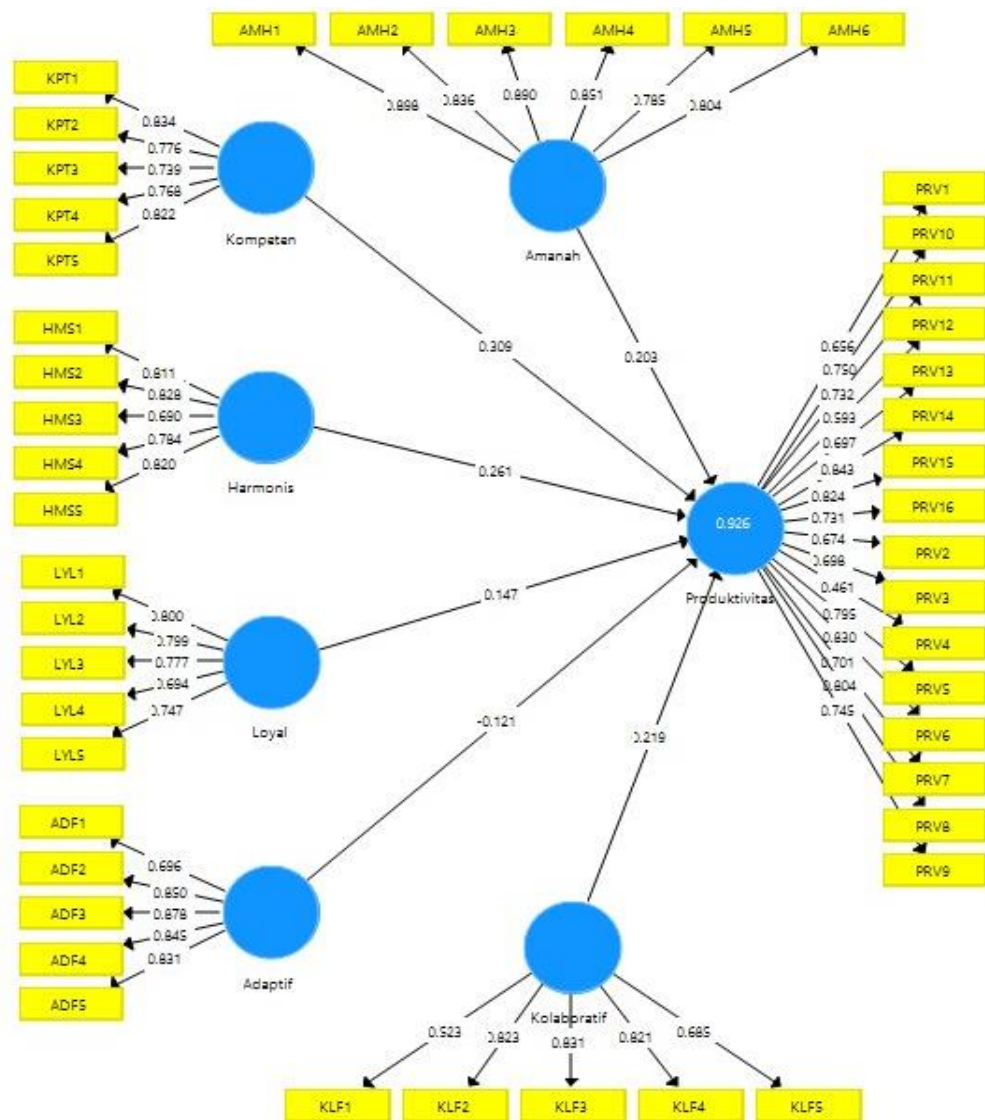 AMH1 AMH2 AMH3 AMH4 AMH5 AMH6
0.898 0.836 0.890 0.851 0.785 0.804
Amanah
KPT1
KPT2
KPT3
KPT4
KPT5
0.834
0.776
0.739
0.768
0.822
Kompeten
HMS1
HMS2
HMS3
HMS4
HMS5
0.811
0.828
0.690
0.784
0.820
Harmonis
LYL1
LYL2
LYL3
LYL4
LYL5
0.800
0.799
0.777
0.694
0.747
Loyal
ADF1
ADF2
ADF3
ADF4
ADF5
0.696
0.850
0.878
0.845
0.831
Adaptif
0.309
0.203
0.261
0.147
-0.121
0.219
0.926
Produktivitas
0.656
0.750
0.732
0.593
0.697
0.843
0.824
0.731
0.674
0.698
0.461
0.795
0.830
0.701
0.804
0.745
PRV1
PRV10
PRV11
PRV12
PRV13
PRV14
PRV15
PRV16
PRV2
PRV3
PRV4
PRV5
PRV6
PRV7
PRV8
PRV9
Kolaboratif
0.523 0.823 0.831 0.821 0.685
KLF1 KLF2 KLF3 KLF4 KLF5